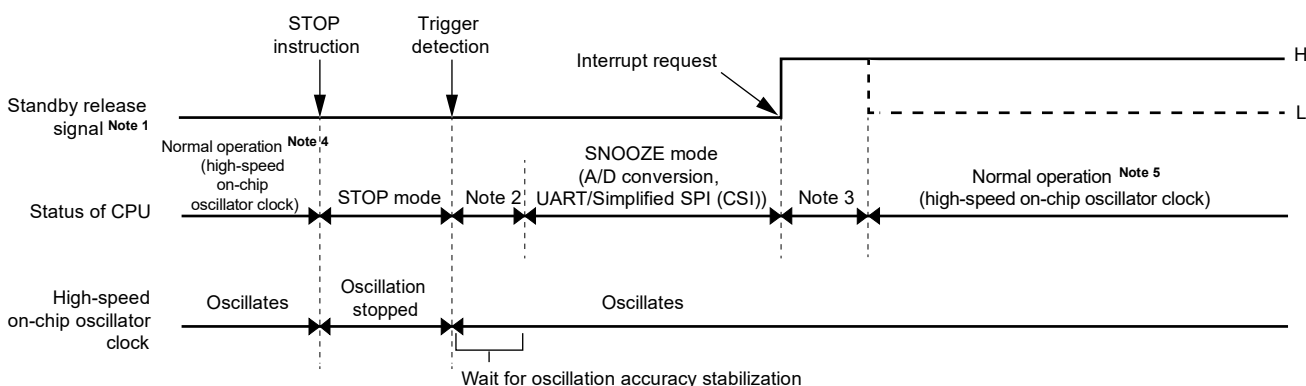 STOP
instruction
Trigger
detection
Interrupt request
H
Standby release
signal Note 1
L
Normal operation Note 4
(high-speed
on-chip
oscillator clock)
SNOOZE mode
(A/D conversion,
UART/Simplified SPI (CSI))
Normal operation Note 5
(high-speed on-chip oscillator clock)
Status of CPU
STOP mode
Note 2
Note 3
High-speed
on-chip oscillator
clock
Oscillates
Oscillation
stopped
Oscillates
Wait for oscillation accuracy stabilization